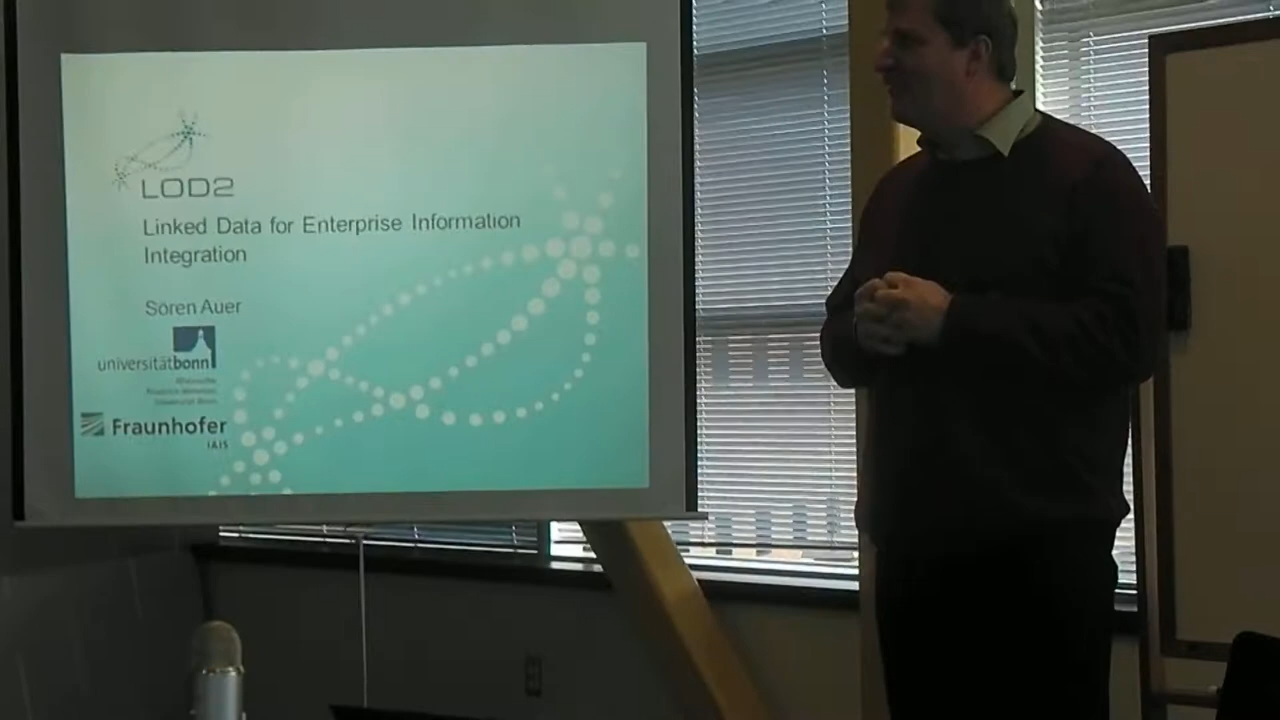 LOD2
Linked Data for Enterprise Information
Integration
Sören Auer
universitätbonn
Fraunhofer
IAIS